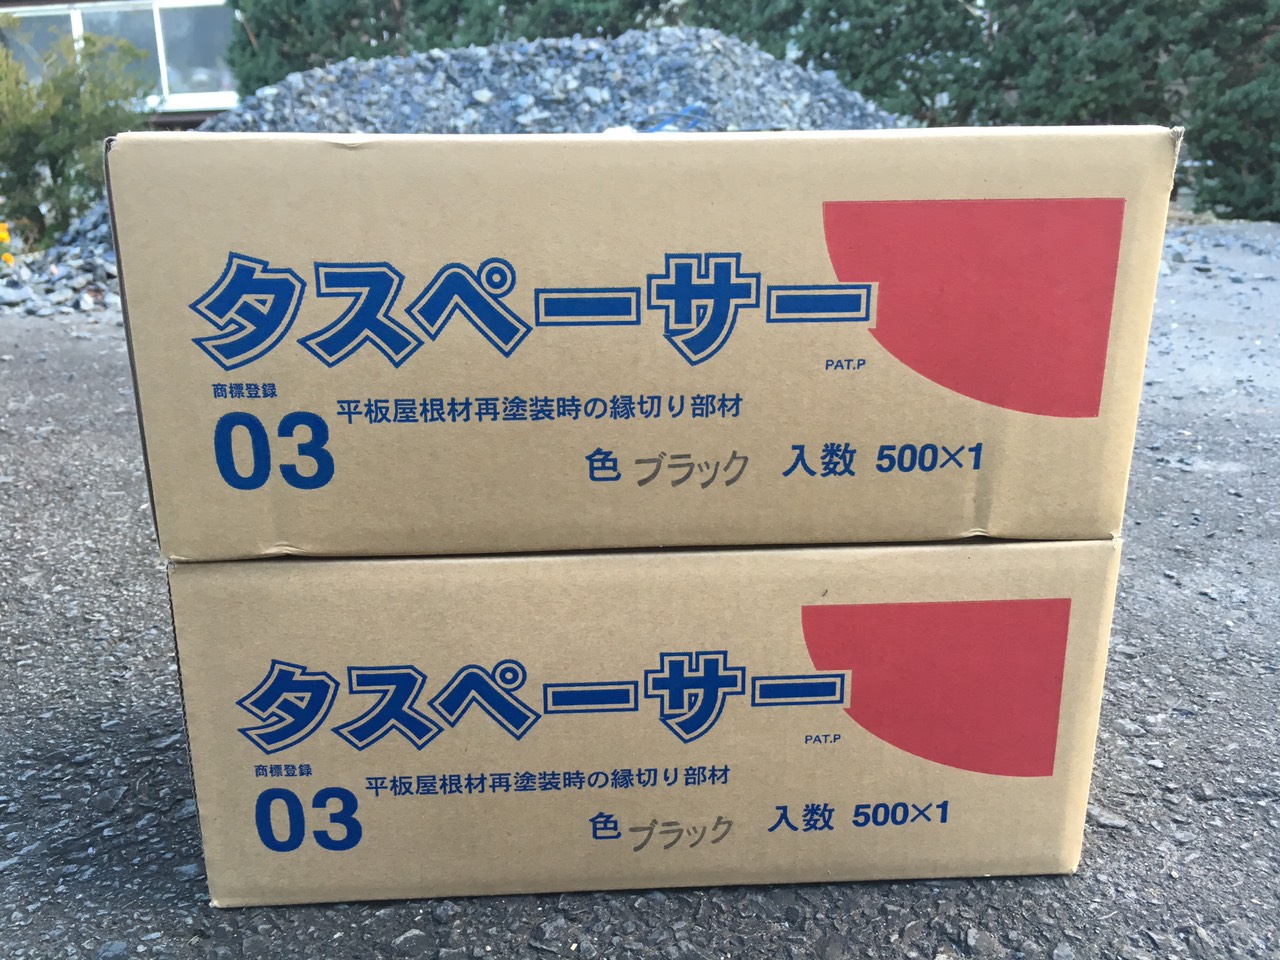 タスペーサー
PAT.P
商標登録
03 平板屋根材再塗装時の縁切り部材
色 ブラック 入数 500×1
タスペーサー
PAT.P
商標登録
03 平板屋根材再塗装時の縁切り部材
色 ブラック 入数 500×1